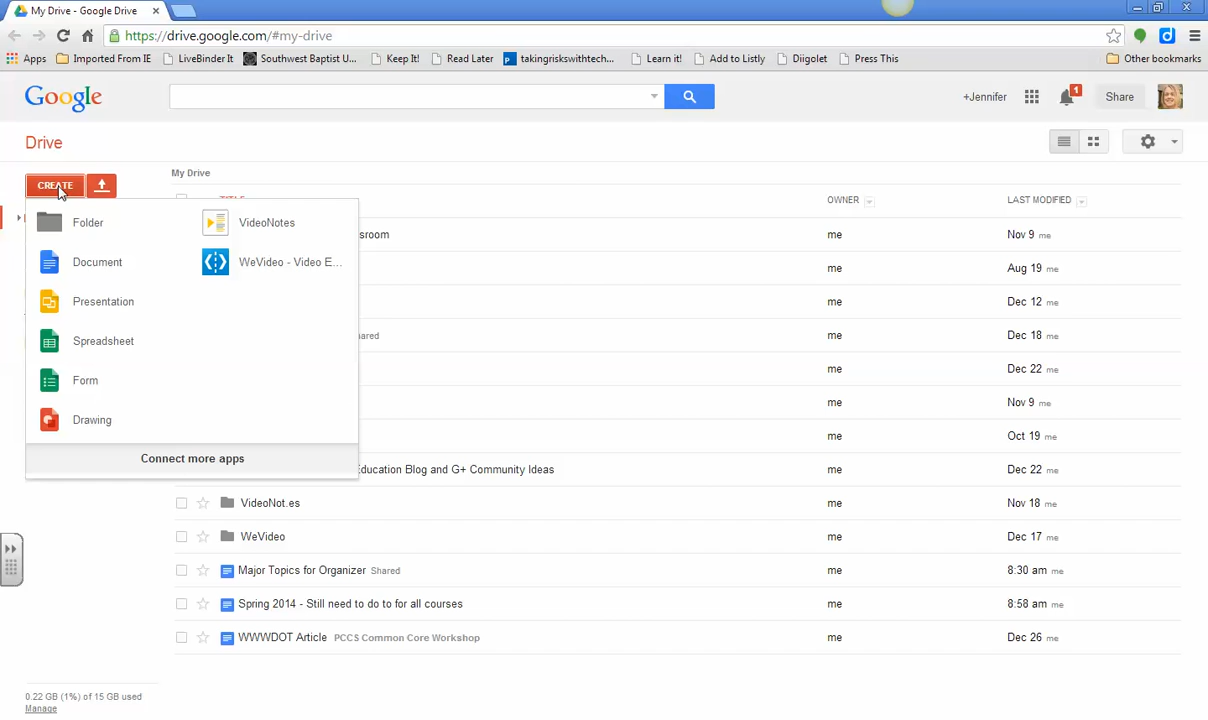 My Drive - Google Drive ×
https://drive.google.com/#my-drive
Apps Imported From IE LiveBinder It Southwest Baptist U... Keep It! Read Later takingriskswithtech... Learn it! Add to Listly Diigolet Press This Other bookmarks
Google +Jennifer 1 Share
Drive
CREATE
My Drive
TITLE OWNER LAST MODIFIED
Folder VideoNotes
Document WeVideo - Video E...
Presentation
Spreadsheet
Form
Drawing
Connect more apps
sroom me Nov 9 me
me Aug 19 me
me Dec 12 me
ared me Dec 18 me
me Dec 22 me
me Nov 9 me
me Oct 19 me
Education Blog and G+ Community Ideas me Dec 22 me
VideoNot.es me Nov 18 me
WeVideo me Dec 17 me
Major Topics for Organizer Shared me 8:30 am me
Spring 2014 - Still need to do to for all courses me 8:58 am me
WWWDOT Article PCCS Common Core Workshop me Dec 26 me
0.22 GB (1%) of 15 GB used
Manage